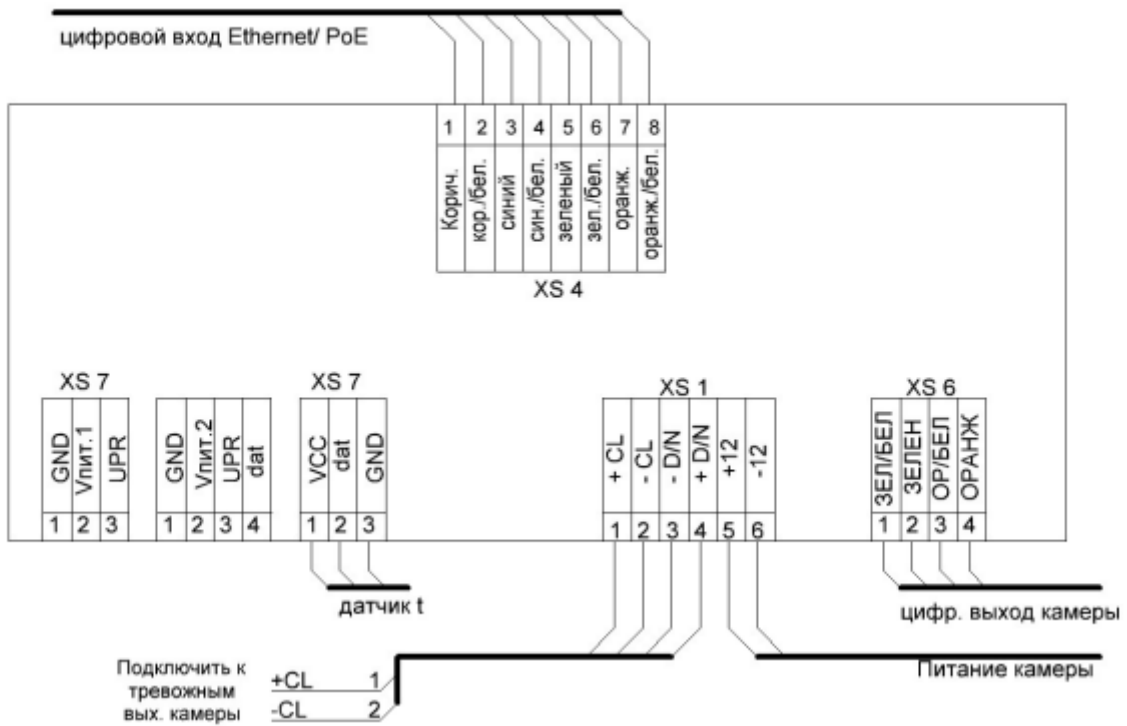 цифровой вход Ethernet/ PoE
1 2 3 4 5 6 7 8
Корич.
кор./бел.
синий
син./бел.
зеленый
зел./бел.
оранж.
оранж./бел.
XS 4
XS 7
GND
Vпит.1
UPR
1 2 3
GND
Vпит.2
UPR
dat
1 2 3 4
XS 7
VCC
dat
GND
1 2 3
датчик t
XS 1
+ CL
- CL
- D/N
+ D/N
+12
-12
1 2 3 4 5 6
XS 6
ЗЕЛ/БЕЛ
ЗЕЛЕН
ОР/БЕЛ
ОРАНЖ
1 2 3 4
цифр. выход камеры
Питание камеры
Подключить к
тревожным
вых. камеры
+CL 1
-CL 2